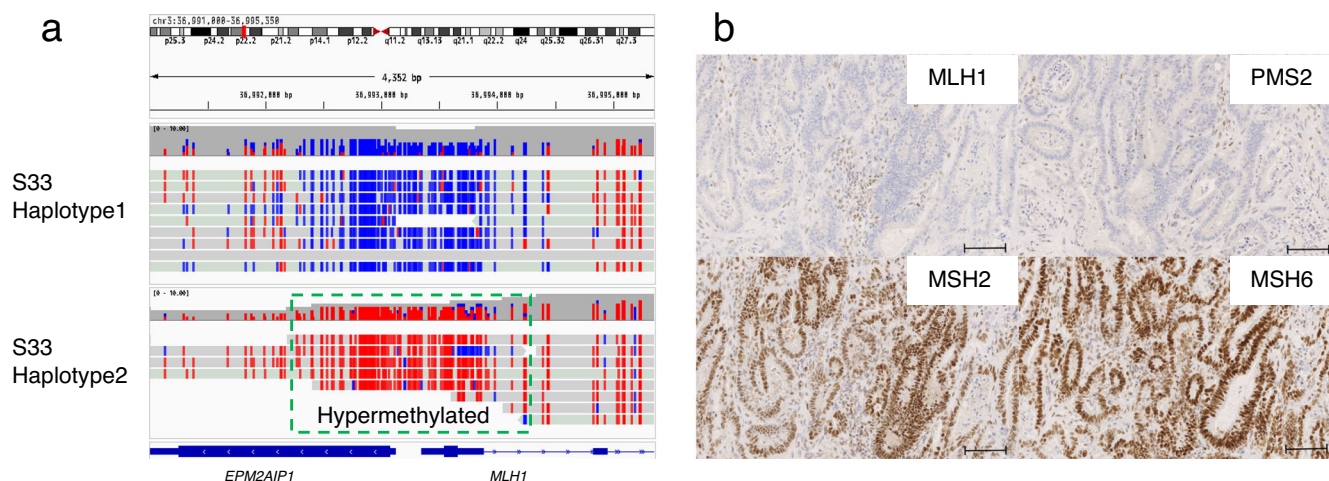 a
chr3:36,991,000-36,995,350
p25.3 p24.2 p22.2 p21.2 p14.1 p12.2 q11.2 q13.13 q21.1 q22.2 q24 q25.32 q26.31 q27.3
4,352 bp
36,992,000 bp 36,993,000 bp 36,994,000 bp 36,995,000 bp
[0 - 10.00]
S33
Haplotype1
[0 - 10.00]
S33
Haplotype2
Hypermethylated
EPM2AIP1 MLH1
b
MLH1 PMS2
MSH2 MSH6